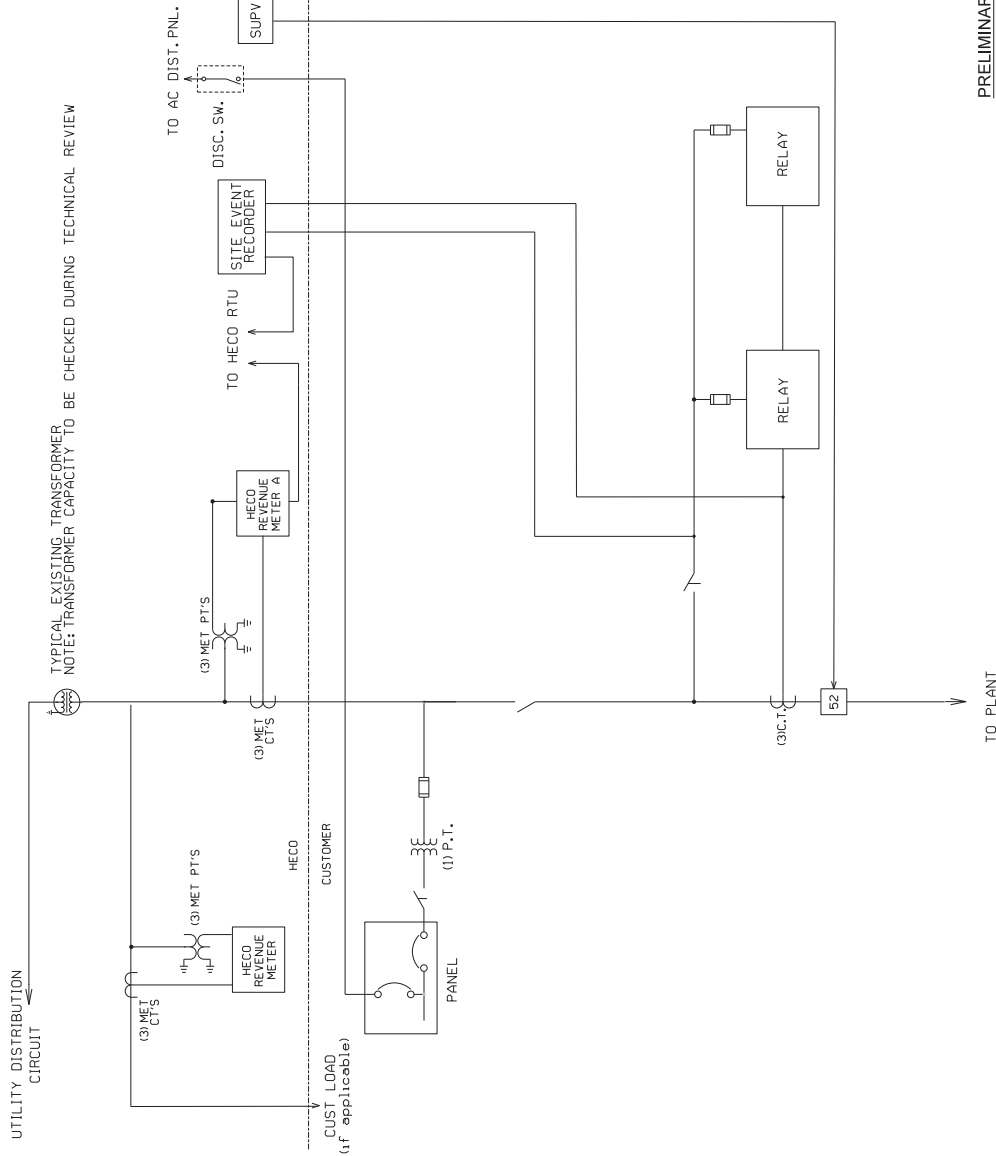 UTILITY DISTRIBUTION
CIRCUIT
TYPICAL EXISTING TRANSFORMER
NOTE: TRANSFORMER CAPACITY TO BE CHECKED DURING TECHNICAL REVIEW
(3) MET
CT'S
(3) MET PT'S
HECO
REVENUE
METER
(3) MET PT'S
(3) MET
CT'S
HECO
REVENUE
METER A
TO HECO RTU
SITE EVENT
RECORDER
DISC. SW.
TO AC DIST. PNL.
SUPV
HECO
CUSTOMER
CUST LOAD
(if applicable)
PANEL
(1) P.T.
RELAY
RELAY
(3)C.T.
52
TO PLANT